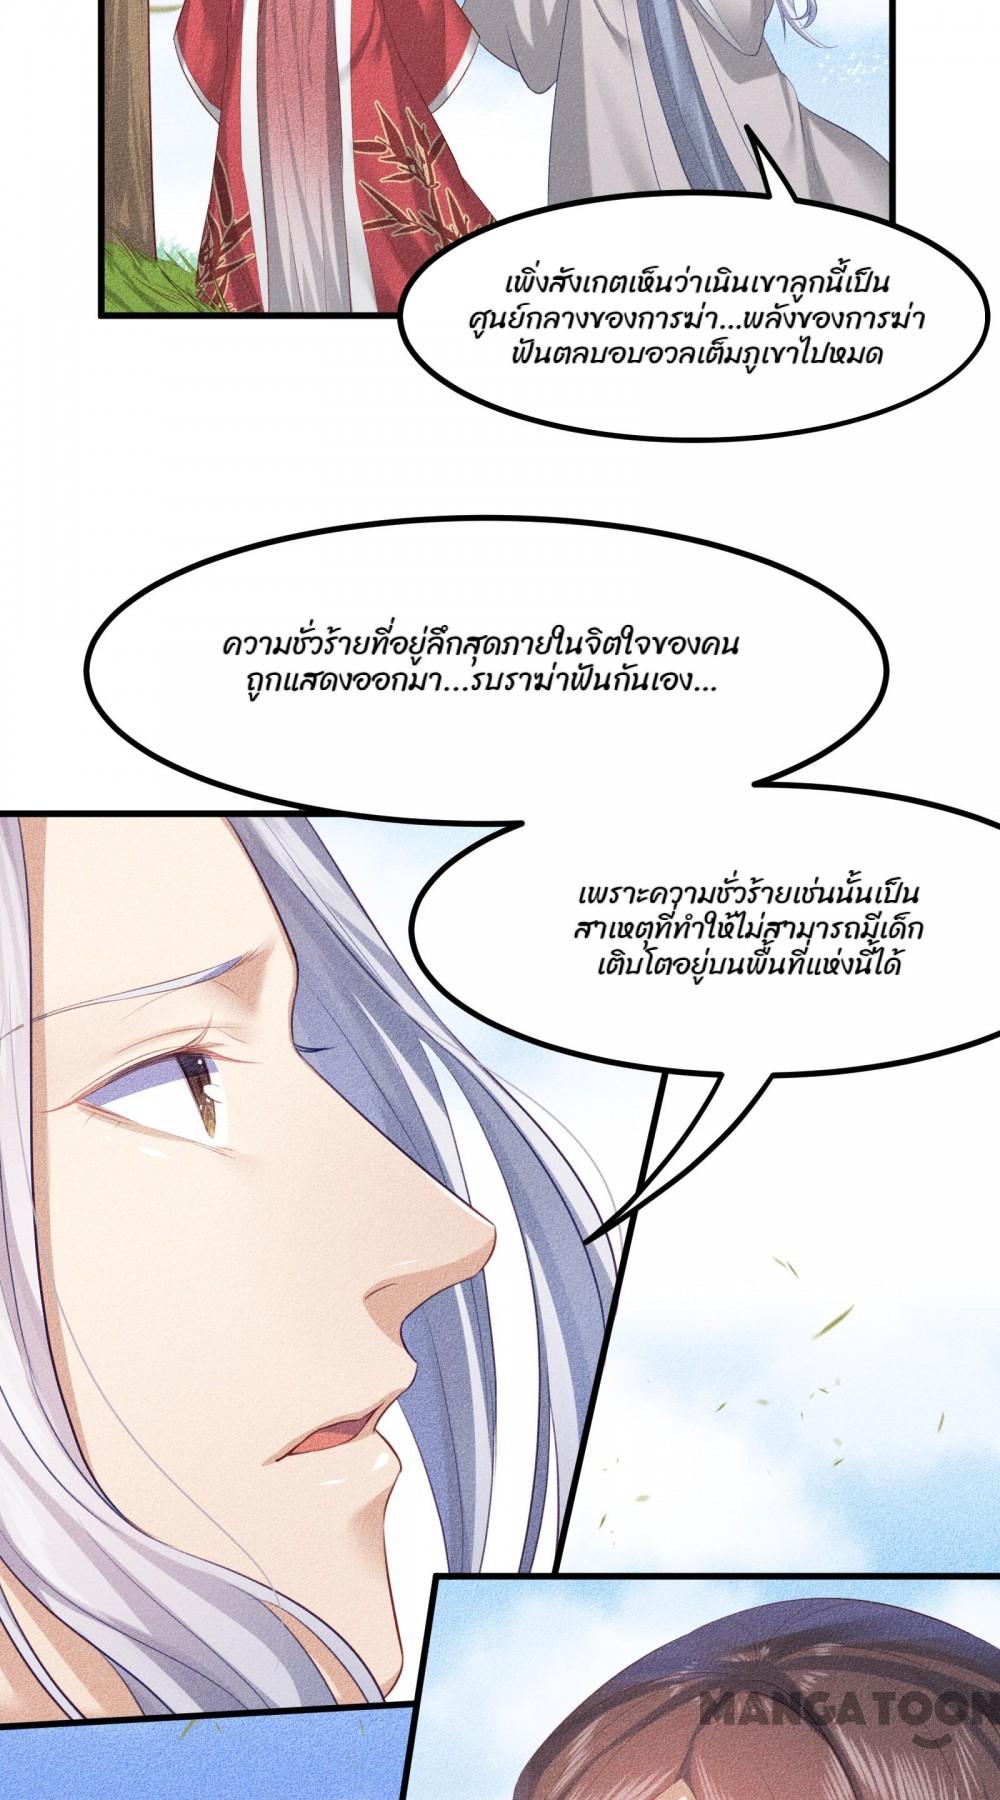 เพิ่งสังเกตเห็นว่าเนินเขาลูกนี้เป็น
ศูนย์กลางของการฆ่า...พลังของการฆ่า
ฟันตลบอบอวลเต็มภูเขาไปหมด
ความชั่วร้ายที่อยู่ลึกสุดภายในจิตใจของคน
ถูกแสดงออกมา...รบราฆ่าฟันกันเอง...
เพราะความชั่วร้ายเช่นนั้นเป็น
สาเหตุที่ทำให้ไม่สามารถมีเด็ก
เติบโตอยู่บนพื้นที่แห่งนี้ได้
MANGATOON